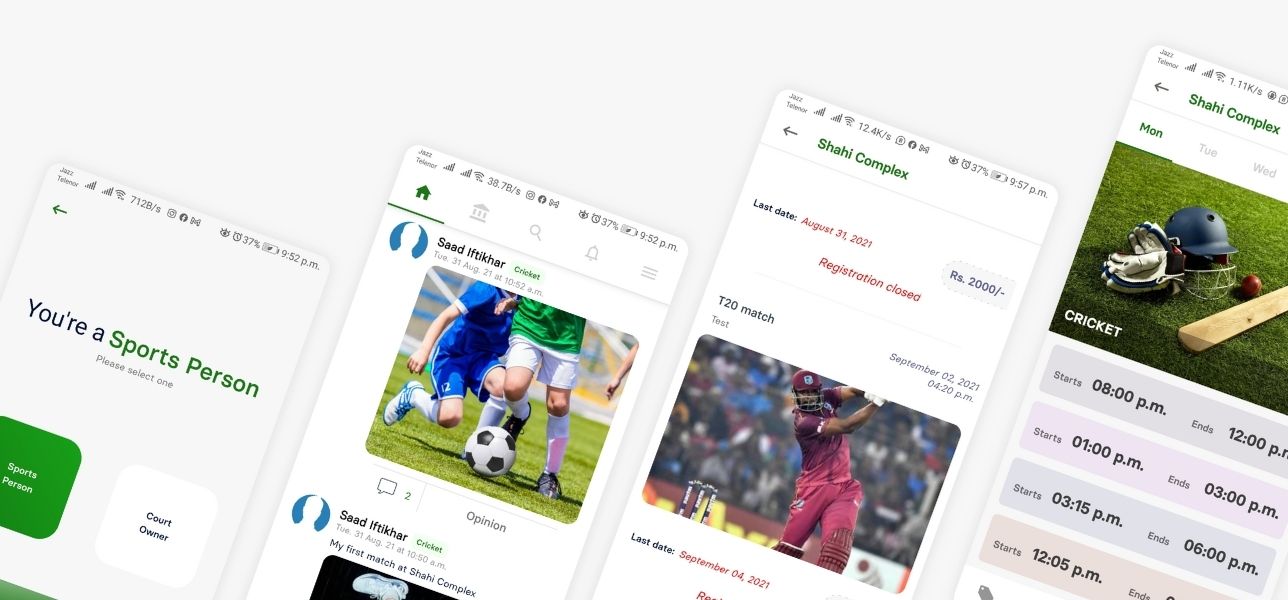 Jazz
Telenor
712B/s
37%
9:52 p.m.
You're a Sports Person
Please select one
Sports
Person
Court
Owner
Jazz
Telenor
38.7B/s
37%
9:52 p.m.
Saad Iftikhar Cricket
Tue. 31 Aug. 21 at 10:52 a.m.
2
Opinion
Saad Iftikhar Cricket
Tue. 31 Aug. 21 at 10:50 a.m.
My first match at Shahi Complex
Jazz
Telenor
12.4K/s
37%
9:57 p.m.
Shahi Complex
Last date: August 31, 2021
Registration closed
Rs. 2000/-
T20 match
Test
September 02, 2021
04:20 p.m.
Last date: September 04, 2021
Jazz
Telenor
1.11K/s
Shahi Complex
Mon
Tue
Wed
CRICKET
Starts 08:00 p.m. Ends 12:00 p.m.
Starts 01:00 p.m. Ends 03:00 p.m.
Starts 03:15 p.m. Ends 06:00 p.m.
Starts 12:05 p.m. Ends